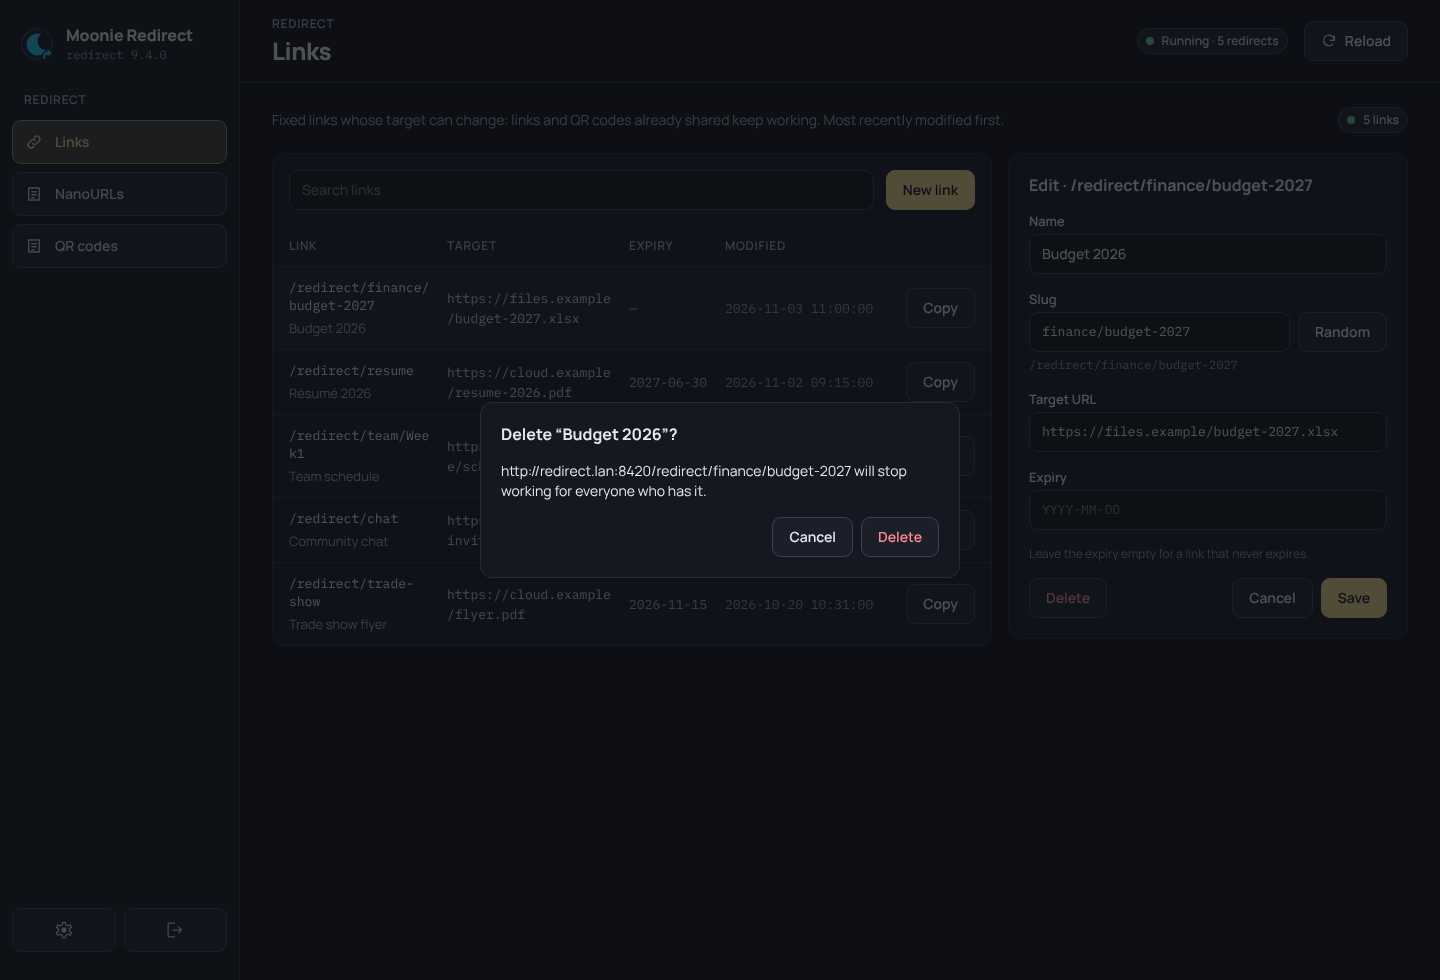 Moonie Redirect
redirect 9.4.0
REDIRECT
Links
NanoURLs
QR codes
REDIRECT
Links
Running · 5 redirects
Reload
Fixed links whose target can change: links and QR codes already shared keep working. Most recently modified first.
5 links
Search links
New link
LINK TARGET EXPIRY MODIFIED
/redirect/finance/
budget-2027
Budget 2026
https://files.example
/budget-2027.xlsx
—
2026-11-03 11:00:00
Copy
/redirect/resume
Résumé 2026
https://cloud.example
/resume-2026.pdf
2027-06-30
2026-11-02 09:15:00
Copy
/redirect/team/Wee
k1
Team schedule
/redirect/chat
Community chat
/redirect/trade-
show
Trade show flyer
https://cloud.example
/flyer.pdf
2026-11-15
2026-10-20 10:31:00
Copy
Delete “Budget 2026”?
http://redirect.lan:8420/redirect/finance/budget-2027 will stop
working for everyone who has it.
Cancel
Delete
Edit · /redirect/finance/budget-2027
Name
Budget 2026
Slug
finance/budget-2027
Random
/redirect/finance/budget-2027
Target URL
https://files.example/budget-2027.xlsx
Expiry
YYYY-MM-DD
Leave the expiry empty for a link that never expires.
Delete
Cancel
Save